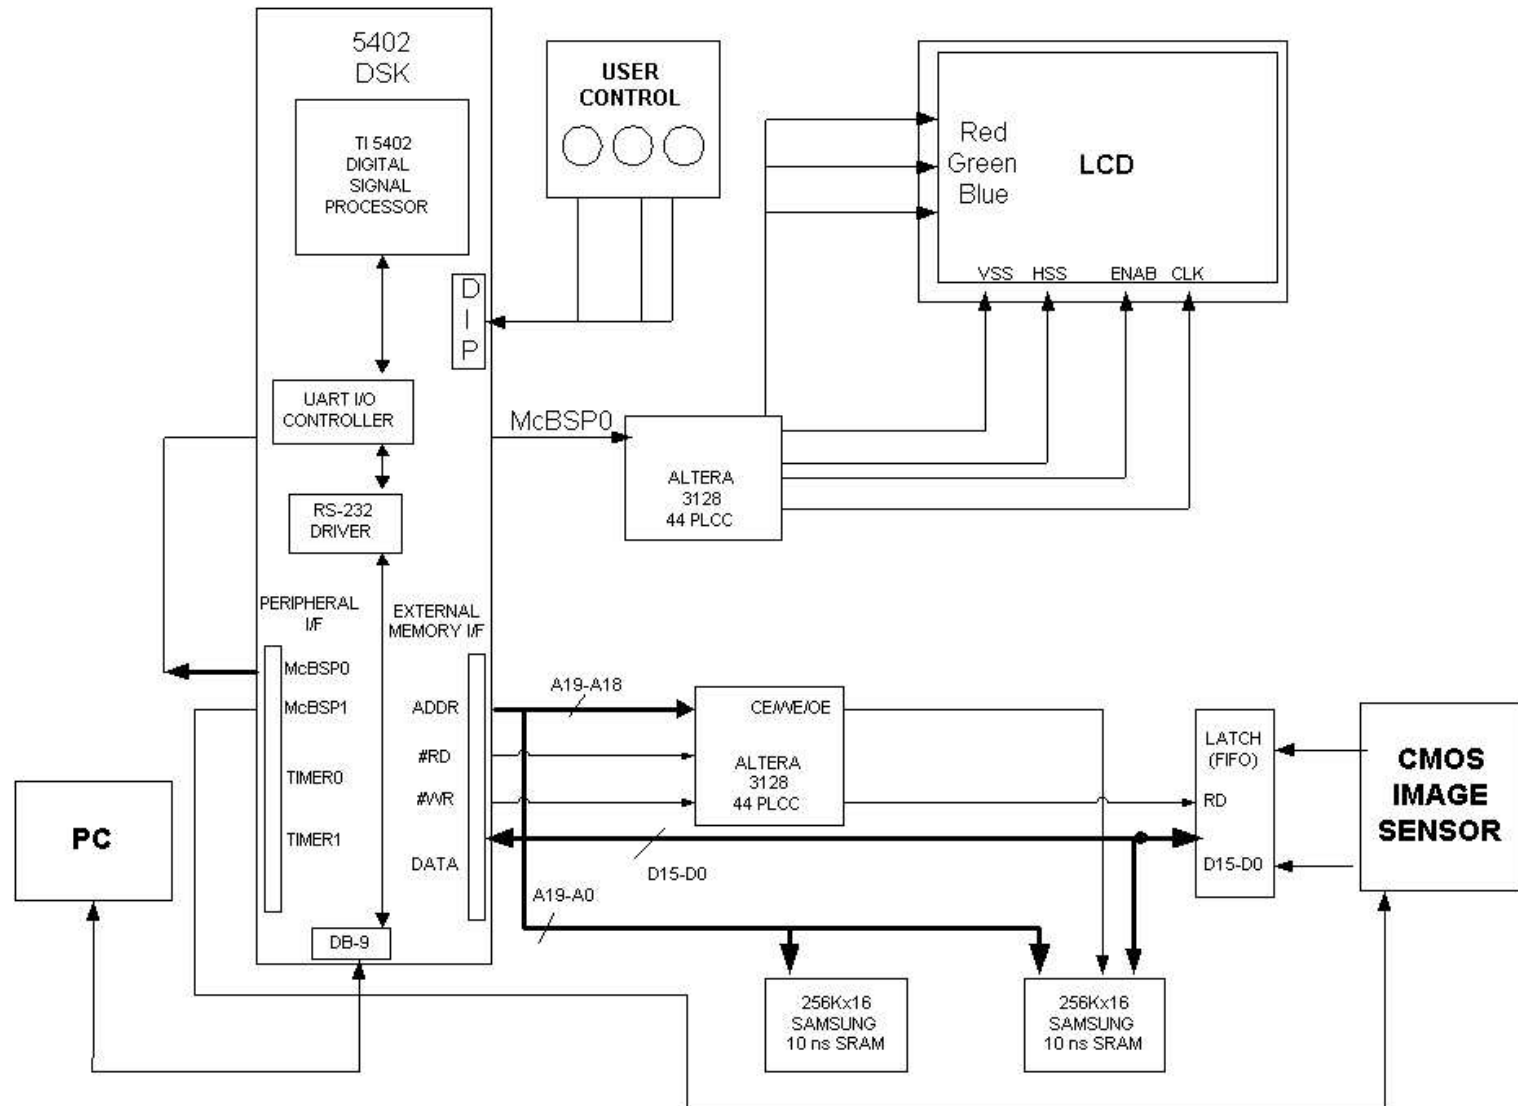 5402
DSK
TI 5402
DIGITAL
SIGNAL
PROCESSOR
D
I
P
UART I/O
CONTROLLER
RS-232
DRIVER
PERIPHERAL
I/F
EXTERNAL
MEMORY I/F
McBSP0
McBSP1
TIMER0
TIMER1
ADDR
#RD
#WR
DATA
DB-9
PC
USER
CONTROL
McBSP0
ALTERA
3128
44 PLCC
Red
Green
Blue
LCD
VSS HSS ENAB CLK
A19-A18
CE/WE/OE
ALTERA
3128
44 PLCC
D15-D0
A19-A0
256Kx16
SAMSUNG
10 ns SRAM
256Kx16
SAMSUNG
10 ns SRAM
LATCH
(FIFO)
RD
D15-D0
CMOS
IMAGE
SENSOR